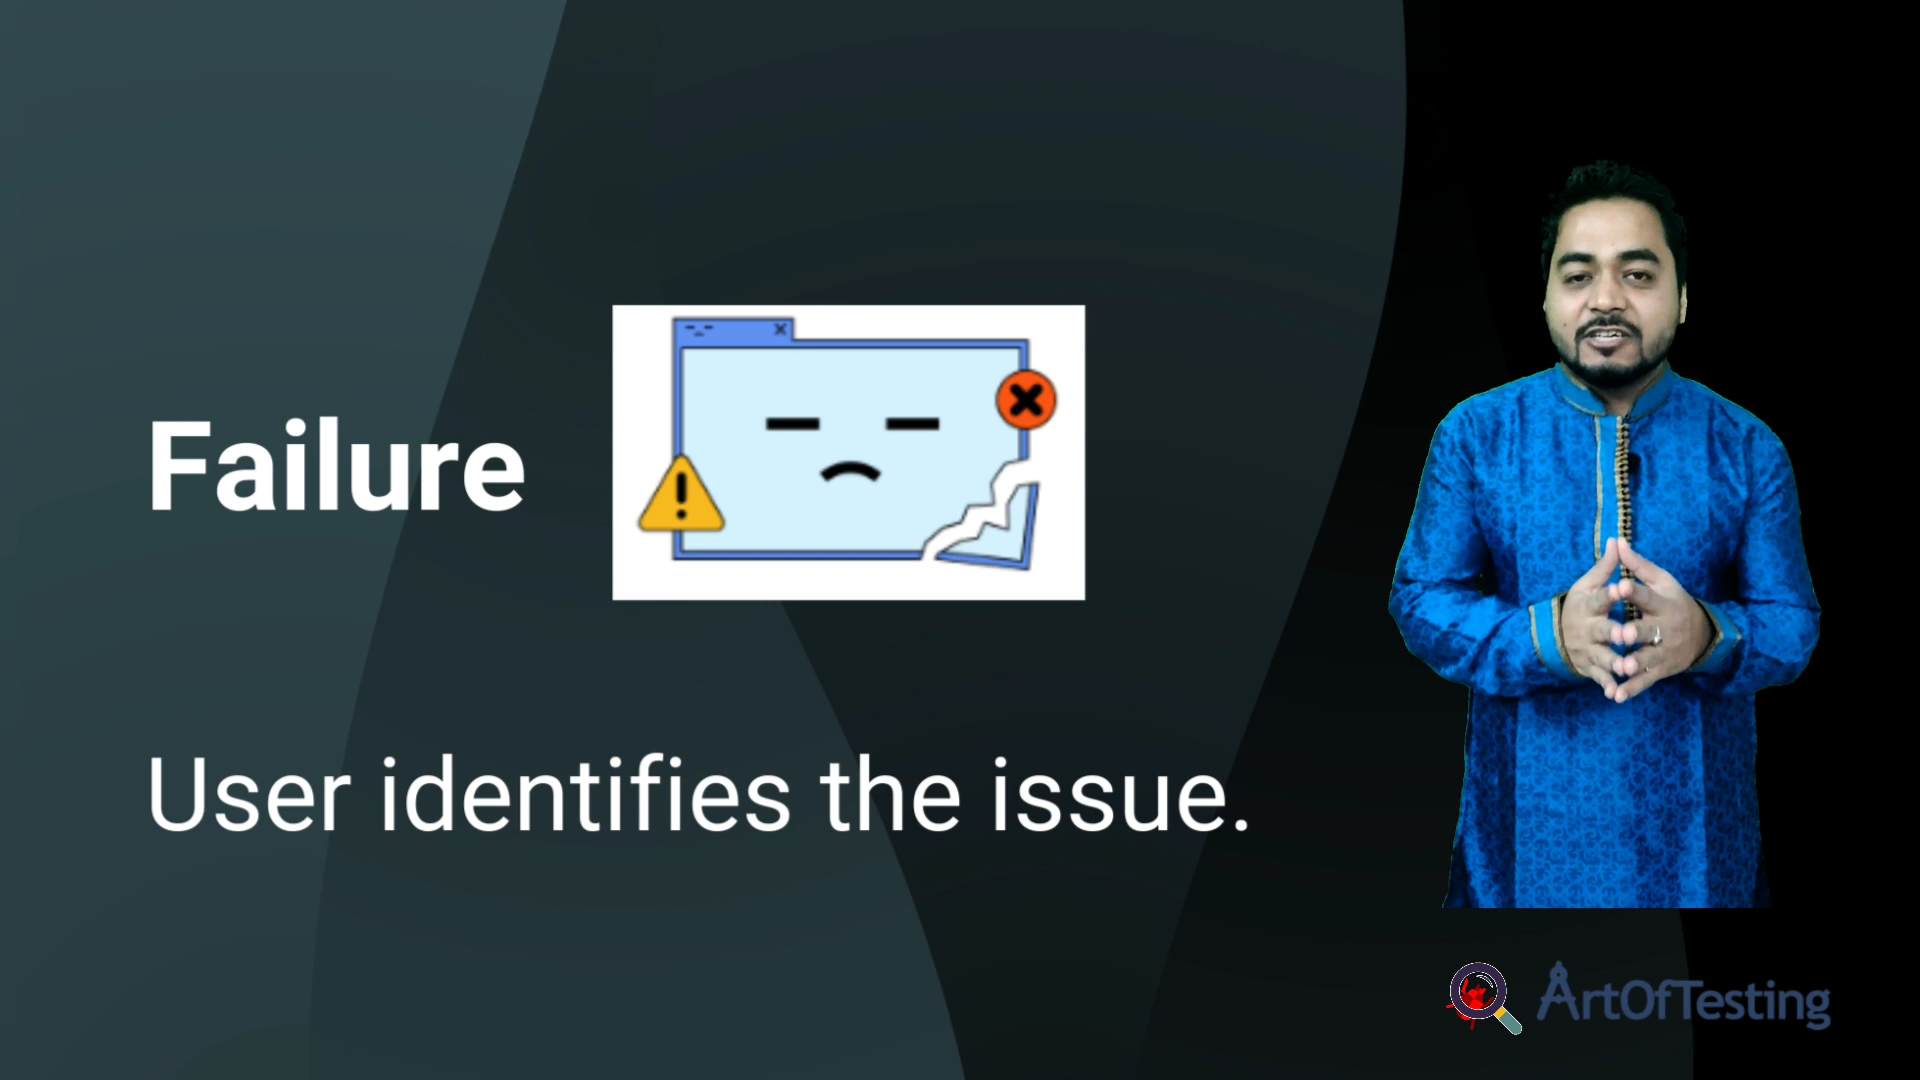 Failure
User identifies the issue.
ArtOfTesting